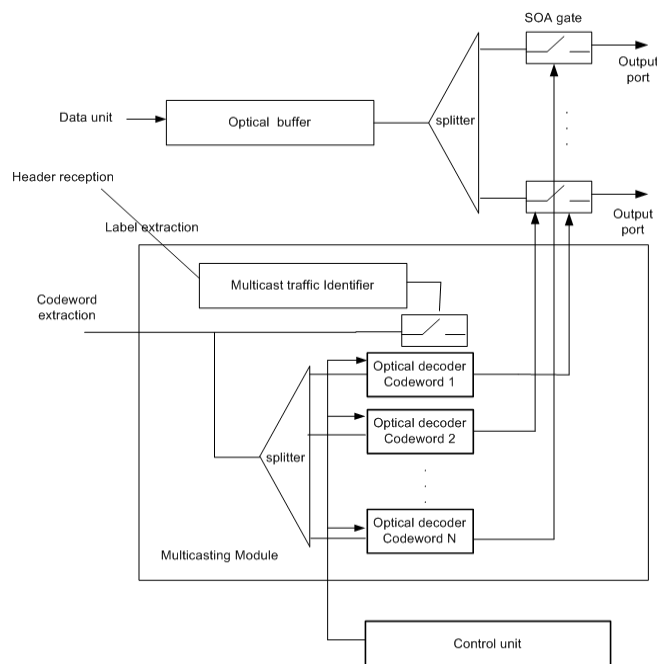 SOA gate
Output
port
Data unit
Optical buffer
splitter
Header reception
Output
port
Label extraction
Multicast traffic Identifier
Codeword
extraction
Optical decoder
Codeword 1
Optical decoder
Codeword 2
splitter
Optical decoder
Codeword N
Multicasting Module
Control unit